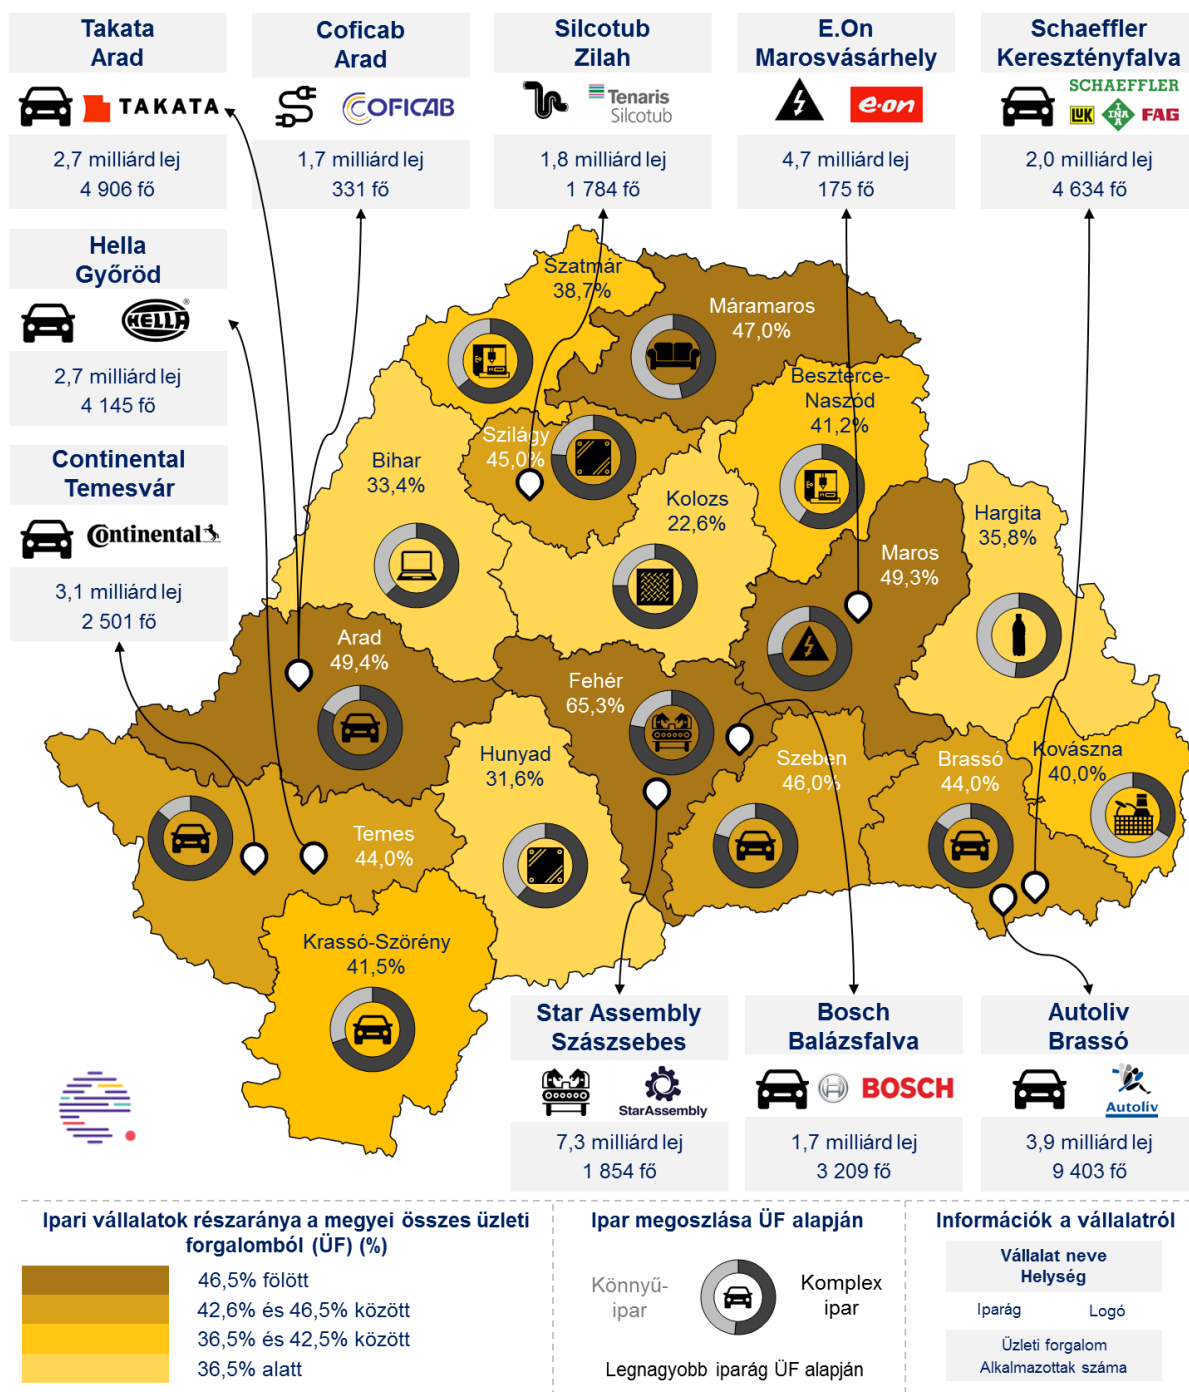 Takata
Arad
TAKATA
2,7 milliárd lej
4 906 fő
Coficab
Arad
COFICAB
1,7 milliárd lej
331 fő
Silcotub
Zilah
Tenaris
Silcotub
1,8 milliárd lej
1 784 fő
E.On
Marosvásárhely
e·on
4,7 milliárd lej
175 fő
Schaeffler
Keresztényfalva
SCHAEFFLER
LUK INA FAG
2,0 milliárd lej
4 634 fő
Hella
Győröd
HELLA
2,7 milliárd lej
4 145 fő
Continental
Temesvár
Continental
3,1 milliárd lej
2 501 fő
Szatmár
38,7%
Máramaros
47,0%
Beszterce-
Naszód
41,2%
Szilágy
45,0%
Bihar
33,4%
Kolozs
22,6%
Hargita
35,8%
Maros
49,3%
Arad
49,4%
Fehér
65,3%
Hunyad
31,6%
Szeben
46,0%
Brassó
44,0%
Kovászna
40,0%
Temes
44,0%
Krassó-Szörény
41,5%
Star Assembly
Szászsebes
StarAssembly
7,3 milliárd lej
1 854 fő
Bosch
Balázsfalva
BOSCH
1,7 milliárd lej
3 209 fő
Autoliv
Brassó
Autoliv
3,9 milliárd lej
9 403 fő
Ipari vállalatok részaránya a megyei összes üzleti
forgalomból (ÜF) (%)
46,5% fölött
42,6% és 46,5% között
36,5% és 42,5% között
36,5% alatt
Ipar megoszlása ÜF alapján
Könnyű-
ipar
Komplex
ipar
Legnagyobb iparág ÜF alapján
Információk a vállalatról
Vállalat neve
Helység
Iparág Logó
Üzleti forgalom
Alkalmazottak száma